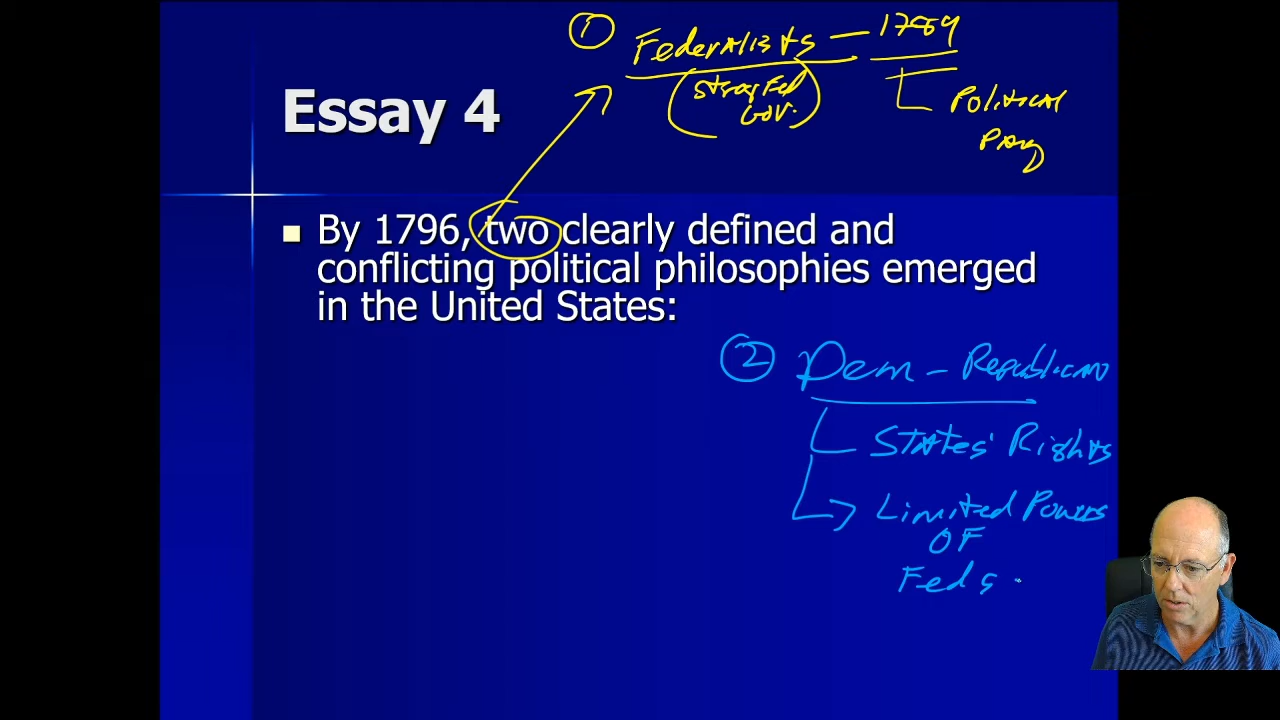 ① Federalists — 1789
(Strong Fed
Gov.)
Political
Party
Essay 4
By 1796, two clearly defined and
conflicting political philosophies emerged
in the United States:
② Dem - Republicans
States' Rights
Limited Powers
OF
Feds